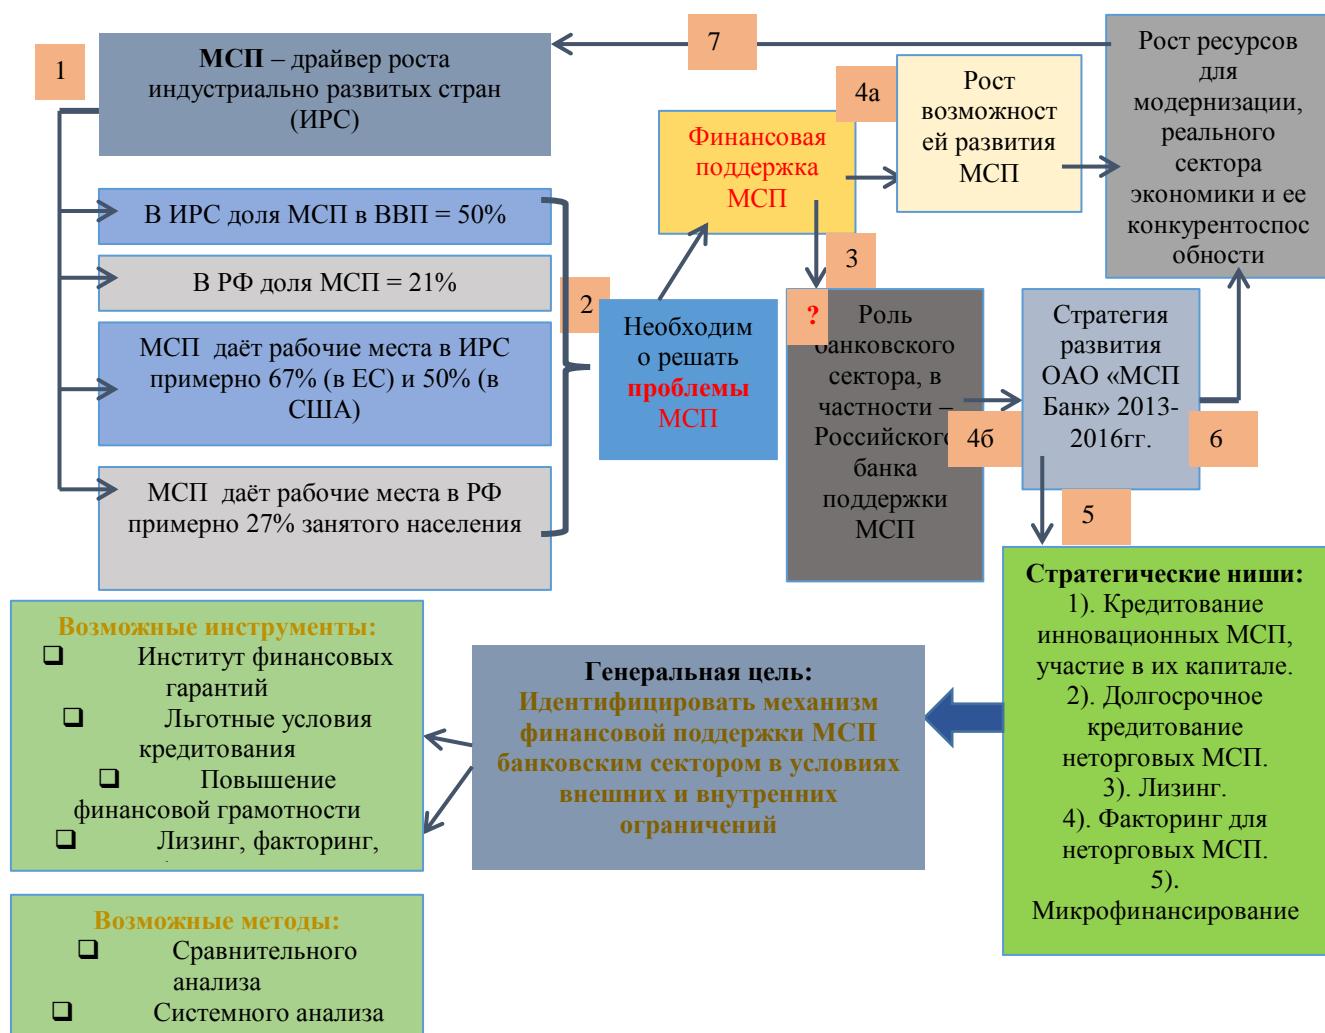 1
МСП – драйвер роста
индустриально развитых стран
(ИРС)
7
Рост ресурсов
для
модернизации,
реального
сектора
экономики и ее
конкурентоспос
обности
4а
Рост
возможност
ей развития
МСП
Финансовая
поддержка
МСП
В ИРС доля МСП в ВВП = 50%
В РФ доля МСП = 21%
МСП даёт рабочие места в ИРС
примерно 67% (в ЕС) и 50% (в
США)
МСП даёт рабочие места в РФ
примерно 27% занятого населения
2
Необходим
о решать
проблемы
МСП
3
?
Роль
банковского
сектора, в
частности –
Российского
банка
поддержки
МСП
4б
Стратегия
развития
ОАО «МСП
Банк» 2013-
2016гг.
6
5
Стратегические ниши:
1). Кредитование
инновационных МСП,
участие в их капитале.
2). Долгосрочное
кредитование
неторговых МСП.
3). Лизинг.
4). Факторинг для
неторговых МСП.
5).
Микрофинансирование
Генеральная цель:
Идентифицировать механизм
финансовой поддержки МСП
банковским сектором в условиях
внешних и внутренних
ограничений
Возможные инструменты:
Институт финансовых
гарантий
Льготные условия
кредитования
Повышение
финансовой грамотности
Лизинг, факторинг,
Возможные методы:
Сравнительного
анализа
Системного анализа